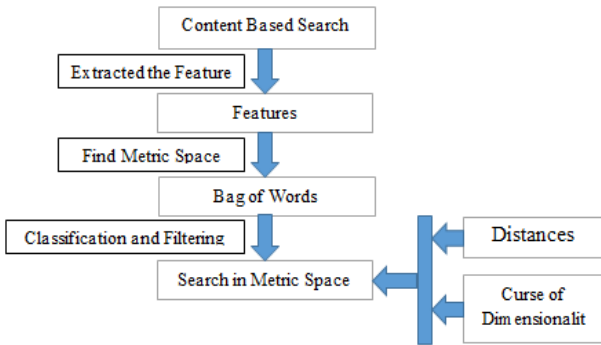 Content Based Search
Extracted the Feature
Features
Find Metric Space
Bag of Words
Classification and Filtering
Distances
Search in Metric Space
Curse of
Dimensionalit